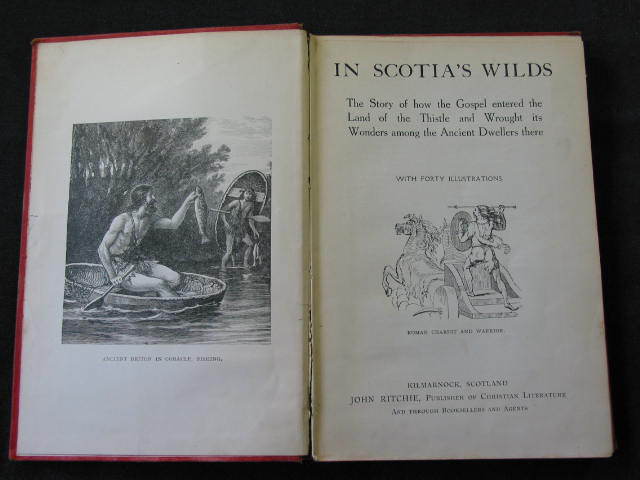 ANCIENT BRITON IN CORACLE, FISHING.
IN SCOTIA'S WILDS
The Story of how the Gospel entered the
Land of the Thistle and Wrought its
Wonders among the Ancient Dwellers there
WITH FORTY ILLUSTRATIONS
ROMAN CHARIOT AND WARRIOR.
KILMARNOCK, SCOTLAND
JOHN RITCHIE, PUBLISHER OF CHRISTIAN LITERATURE
AND THROUGH BOOKSELLERS AND AGENTS